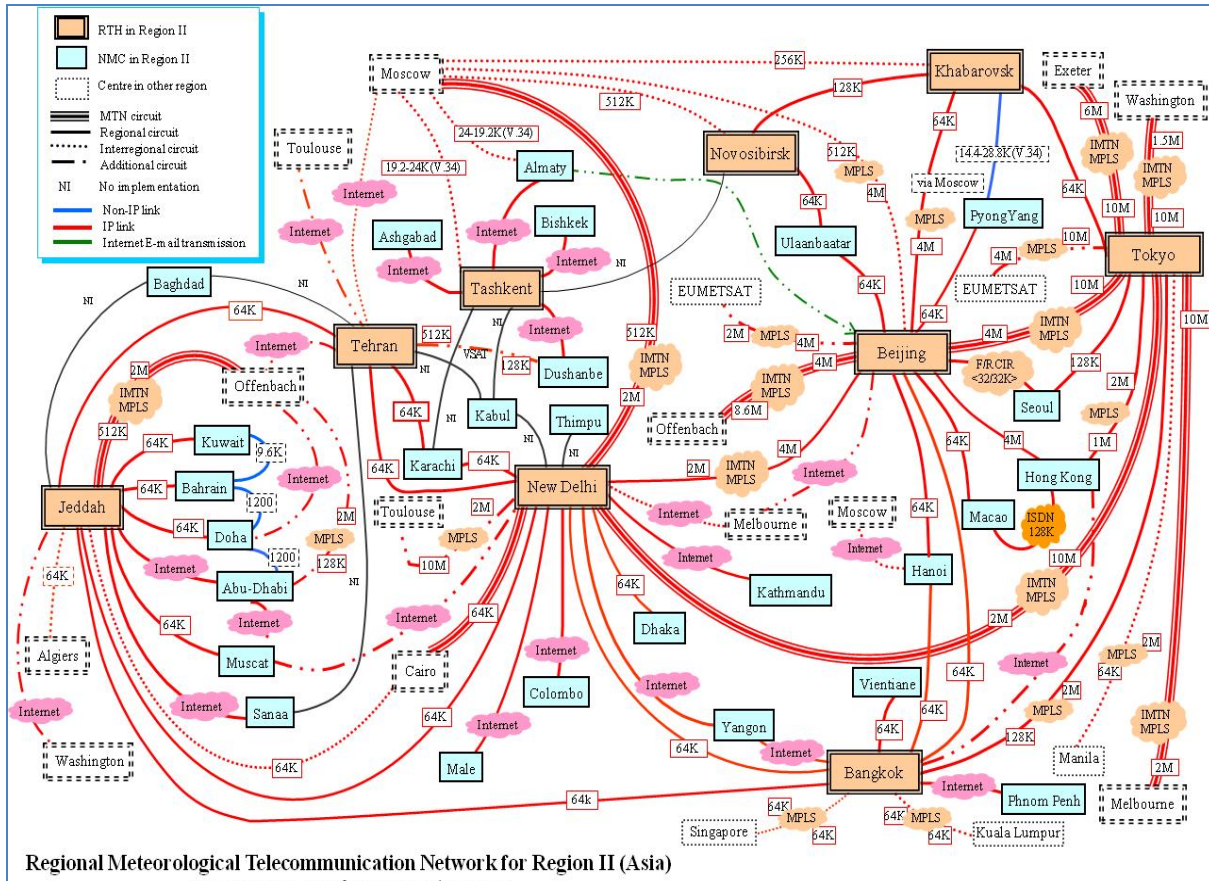 RTH in Region II
NMC in Region II
Centre in other region
MTN circuit
Regional circuit
Interregional circuit
Additional circuit
NI No implementation
Non-IP link
IP link
Internet E-mail transmission
Moscow
256K
Khabarovsk
Exeter
Washington
128K
512K
6M
1.5M
Toulouse
24-19.2K(V.34)
Novosibirsk
64K
IMTN
MPLS
IMTN
MPLS
19.2-24K(V.34)
Almaty
512K
MPLS
14.4-28.8K(V.34)
Internet
4M
via Moscow
64K
Internet
Ashgabad
Bishkek
64K
MPLS
PyongYang
10M
10M
Internet
Internet
Internet
Ulaanbaatar
4M
MPLS
10M
Tokyo
NI
4M
Baghdad
NI
Tashkent
NI
EUMETSAT
64K
EUMETSAT
10M
10M
64K
NI
Internet
512K
2M
MPLS
4M
64K
4M
IMTN
MPLS
Tehran
512K
IMTN
MPLS
Beijing
F/RCIR
<32/32K>
128K
Internet
VSAT
128K
Dushanbe
4M
2M
2M
Offenbach
2M
IMTN
MPLS
Seoul
IMTN
MPLS
64K
NI
Kabul
Thimpu
8.6M
MPLS
512K
Offenbach
64K
4M
1M
64K
Kuwait
NI
NI
4M
9.6K
Karachi
64K
2M
IMTN
MPLS
Hong Kong
64K
Bahrain
Internet
64K
New Delhi
Internet
Jeddah
1200
Toulouse
2M
Internet
Melbourne
Moscow
Macao
ISDN
128K
64K
Doha
2M
MPLS
MPLS
Internet
1200
128K
10M
Hanoi
10M
Internet
Abu-Dhabi
NI
Internet
Kathmandu
IMTN
MPLS
64K
64K
64K
Internet
Internet
64K
Dhaka
2M
Algiers
Muscat
Cairo
Internet
MPLS
2M
64K
64K
Internet
Internet
Vientiane
Internet
Sanaa
Colombo
64K
64K
2M
MPLS
IMTN
MPLS
64K
Internet
Yangon
64K
128K
Washington
64K
Male
64K
Internet
Manila
2M
Bangkok
Internet
Phnom Penh
Melbourne
64k
64K
MPLS
64K
64K
MPLS
64K
Singapore
Kuala Lumpur
Regional Meteorological Telecommunication Network for Region II (Asia)